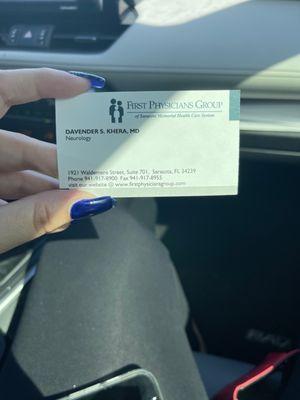 FIRST PHYSICIANS GROUP
of Sarasota Memorial Health Care System
DAVENDER S. KHERA, MD
Neurology
1921 Waldemere Street, Suite 701, Sarasota, FL 34239
Phone 941-917-8900 Fax 941-917-8955
visit our website @ www.firstphysiciansgroup.com